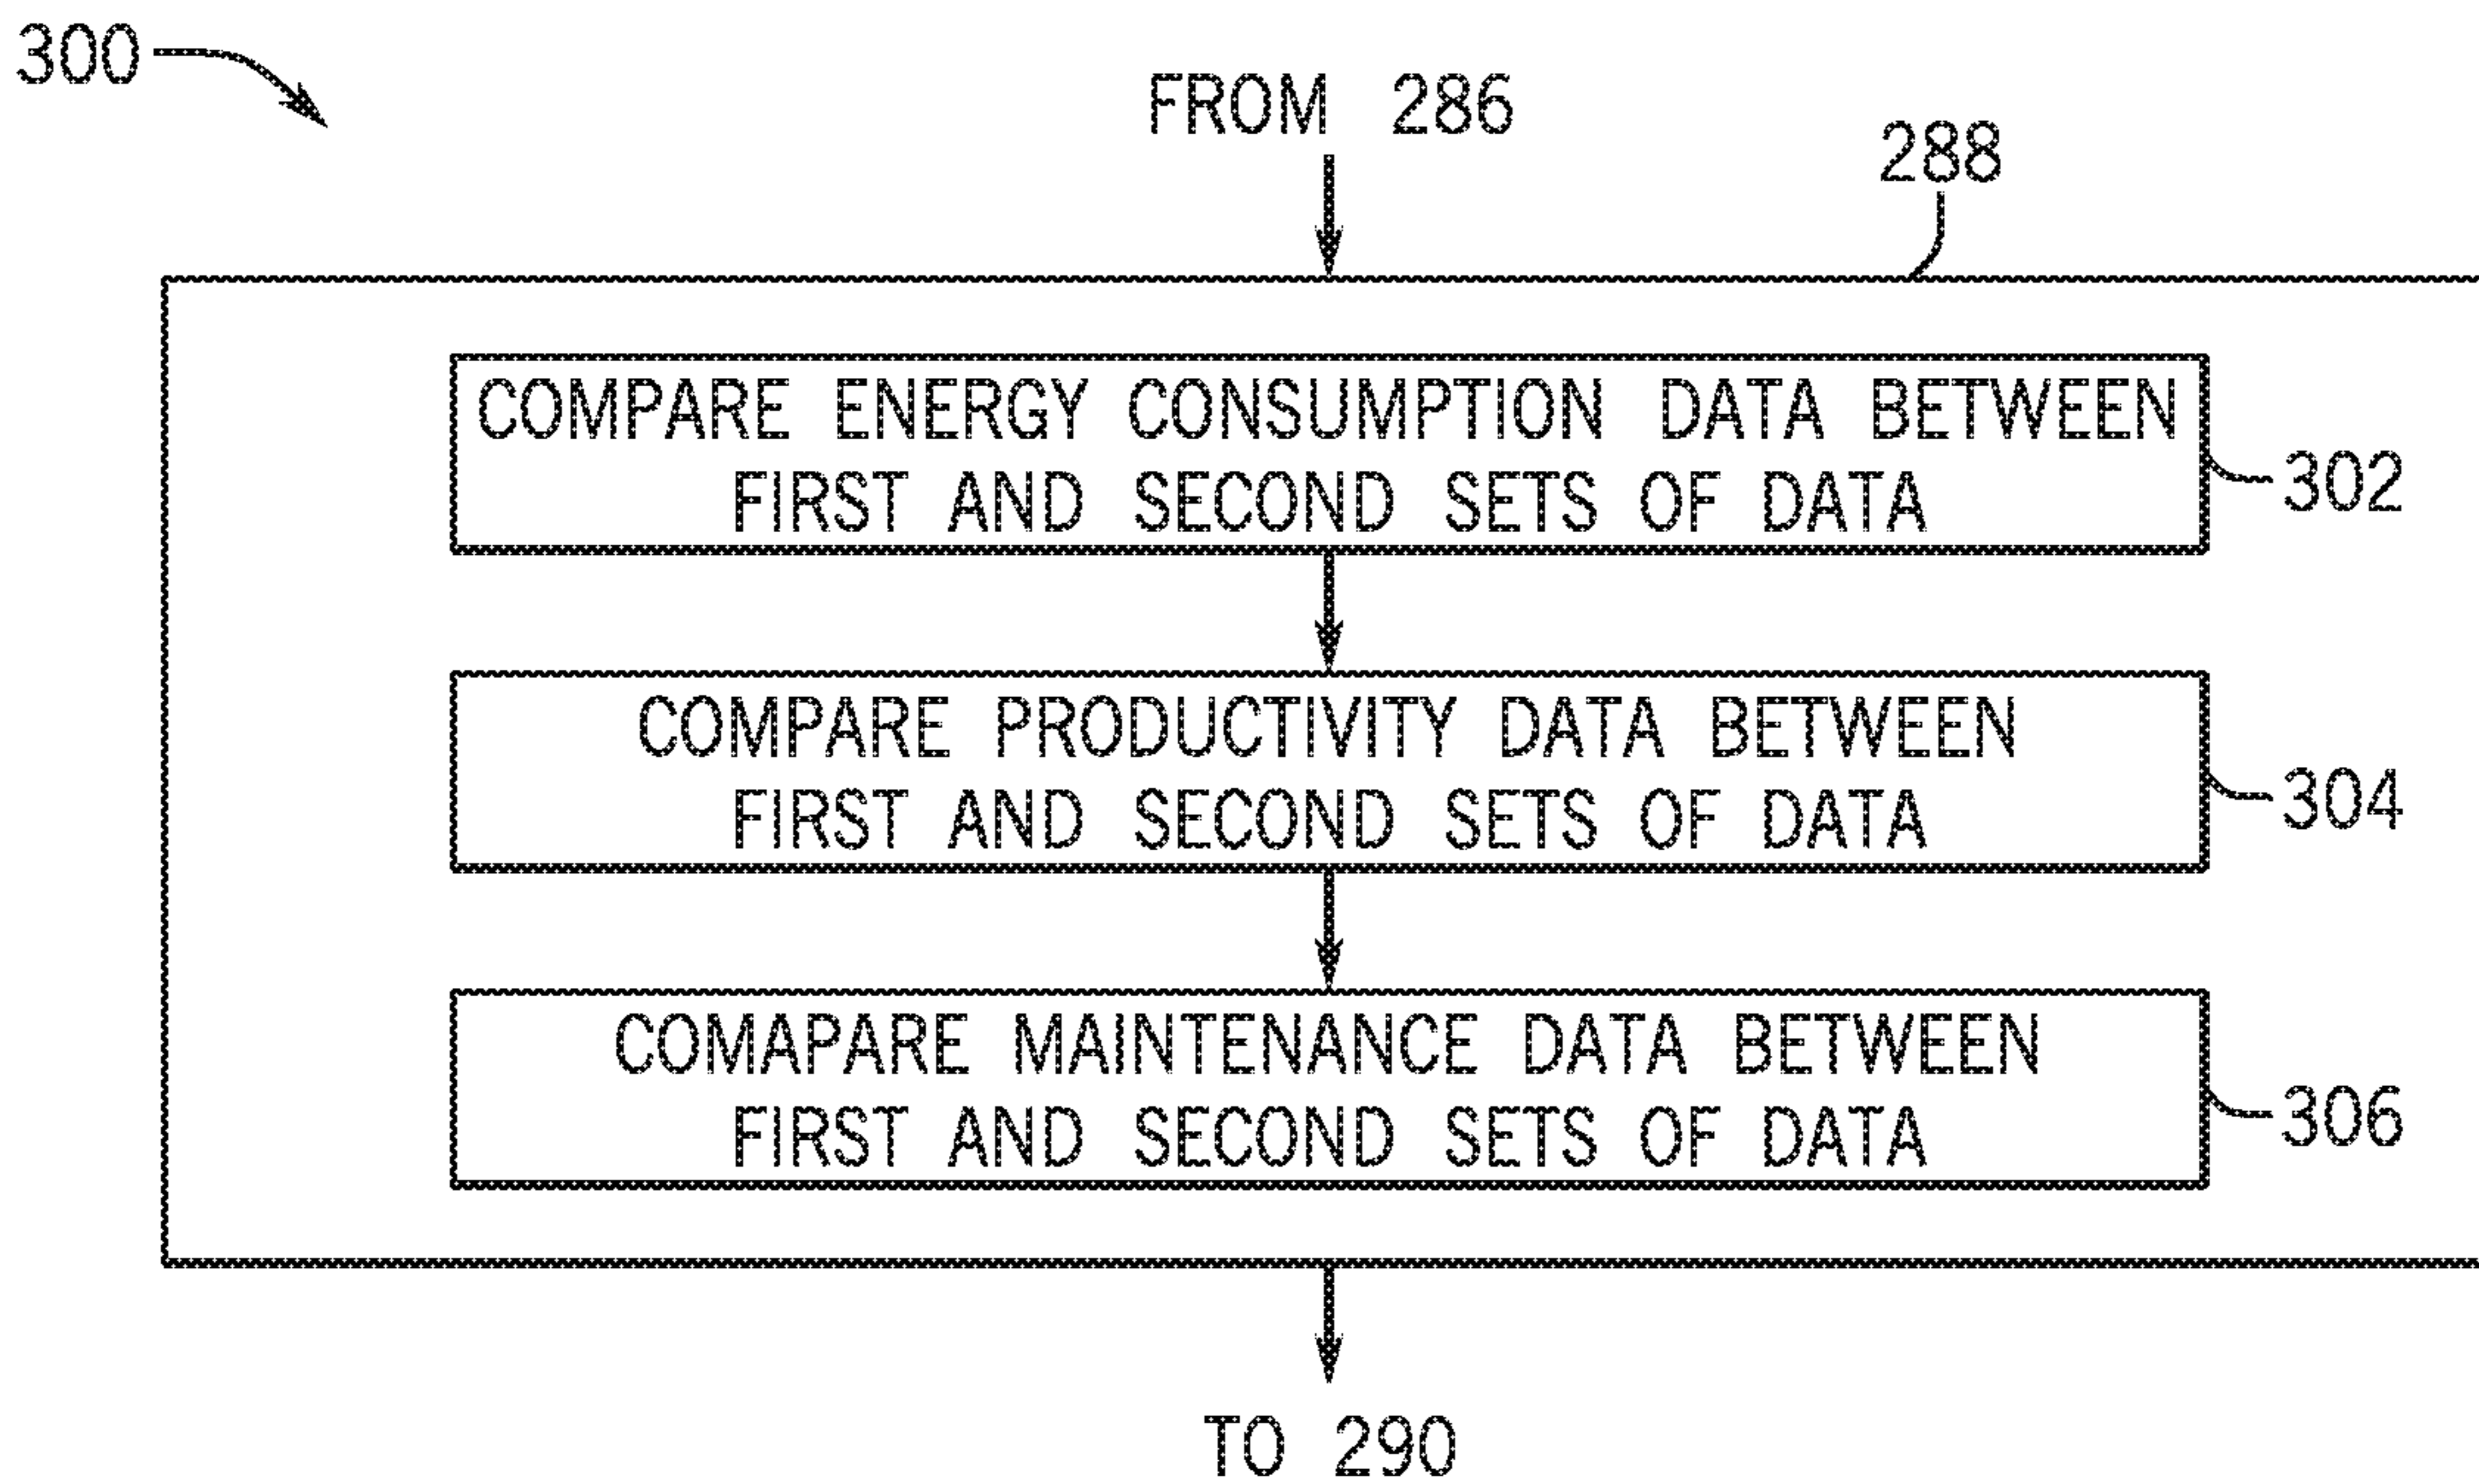 300
FROM 286
288
COMPARE ENERGY CONSUMPTION DATA BETWEEN
FIRST AND SECOND SETS OF DATA
302
COMPARE PRODUCTIVITY DATA BETWEEN
FIRST AND SECOND SETS OF DATA
304
COMAPARE MAINTENANCE DATA BETWEEN
FIRST AND SECOND SETS OF DATA
306
TO 290